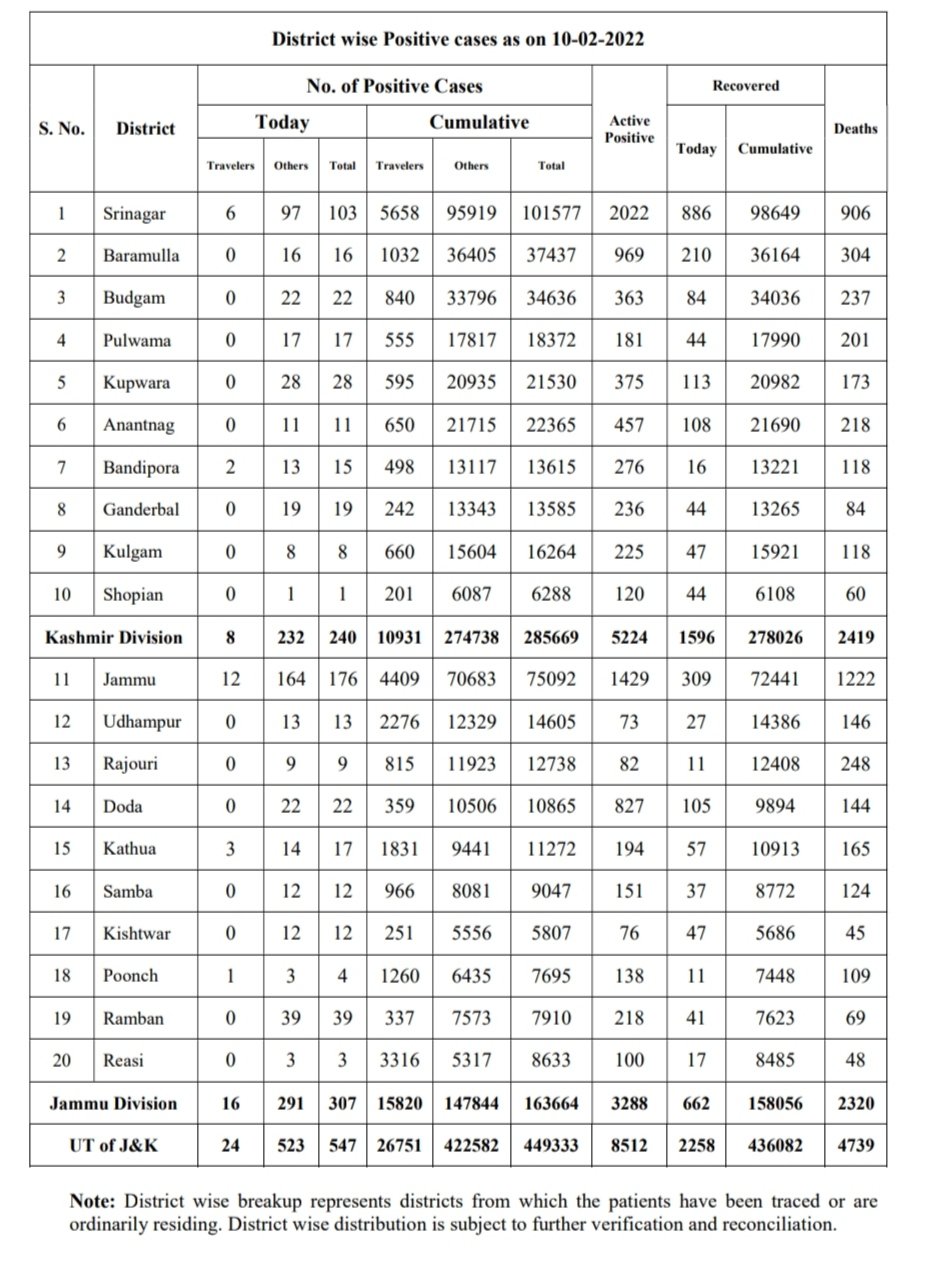 District wise Positive cases as on 10-02-2022
S. No. District No. of Positive Cases Active Positive Recovered Deaths
Today Cumulative Today Cumulative
Travelers Others Total Travelers Others Total
1 Srinagar 6 97 103 5658 95919 101577 2022 886 98649 906
2 Baramulla 0 16 16 1032 36405 37437 969 210 36164 304
3 Budgam 0 22 22 840 33796 34636 363 84 34036 237
4 Pulwama 0 17 17 555 17817 18372 181 44 17990 201
5 Kupwara 0 28 28 595 20935 21530 375 113 20982 173
6 Anantnag 0 11 11 650 21715 22365 457 108 21690 218
7 Bandipora 2 13 15 498 13117 13615 276 16 13221 118
8 Ganderbal 0 19 19 242 13343 13585 236 44 13265 84
9 Kulgam 0 8 8 660 15604 16264 225 47 15921 118
10 Shopian 0 1 1 201 6087 6288 120 44 6108 60
Kashmir Division 8 232 240 10931 274738 285669 5224 1596 278026 2419
11 Jammu 12 164 176 4409 70683 75092 1429 309 72441 1222
12 Udhampur 0 13 13 2276 12329 14605 73 27 14386 146
13 Rajouri 0 9 9 815 11923 12738 82 11 12408 248
14 Doda 0 22 22 359 10506 10865 827 105 9894 144
15 Kathua 3 14 17 1831 9441 11272 194 57 10913 165
16 Samba 0 12 12 966 8081 9047 151 37 8772 124
17 Kishtwar 0 12 12 251 5556 5807 76 47 5686 45
18 Poonch 1 3 4 1260 6435 7695 138 11 7448 109
19 Ramban 0 39 39 337 7573 7910 218 41 7623 69
20 Reasi 0 3 3 3316 5317 8633 100 17 8485 48
Jammu Division 16 291 307 15820 147844 163664 3288 662 158056 2320
UT of J&K 24 523 547 26751 422582 449333 8512 2258 436082 4739
Note: District wise breakup represents districts from which the patients have been traced or are
ordinarily residing. District wise distribution is subject to further verification and reconciliation.